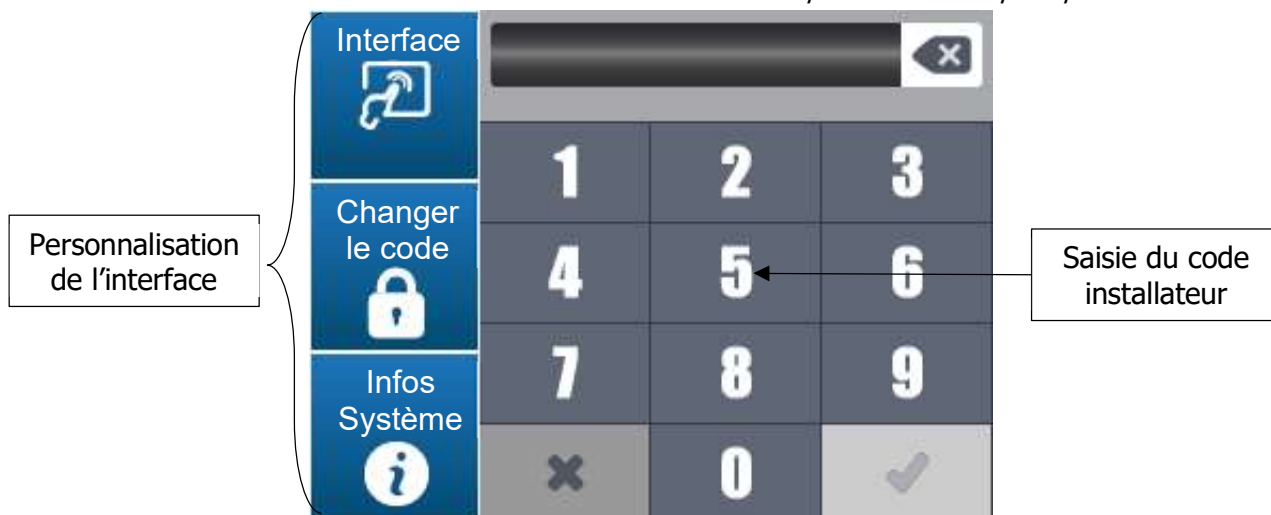 Interface
1 2 3
Changer
le code
Personnalisation
de l'interface
4 5 6
Saisie du code
installateur
7 8 9
Infos
Système
0